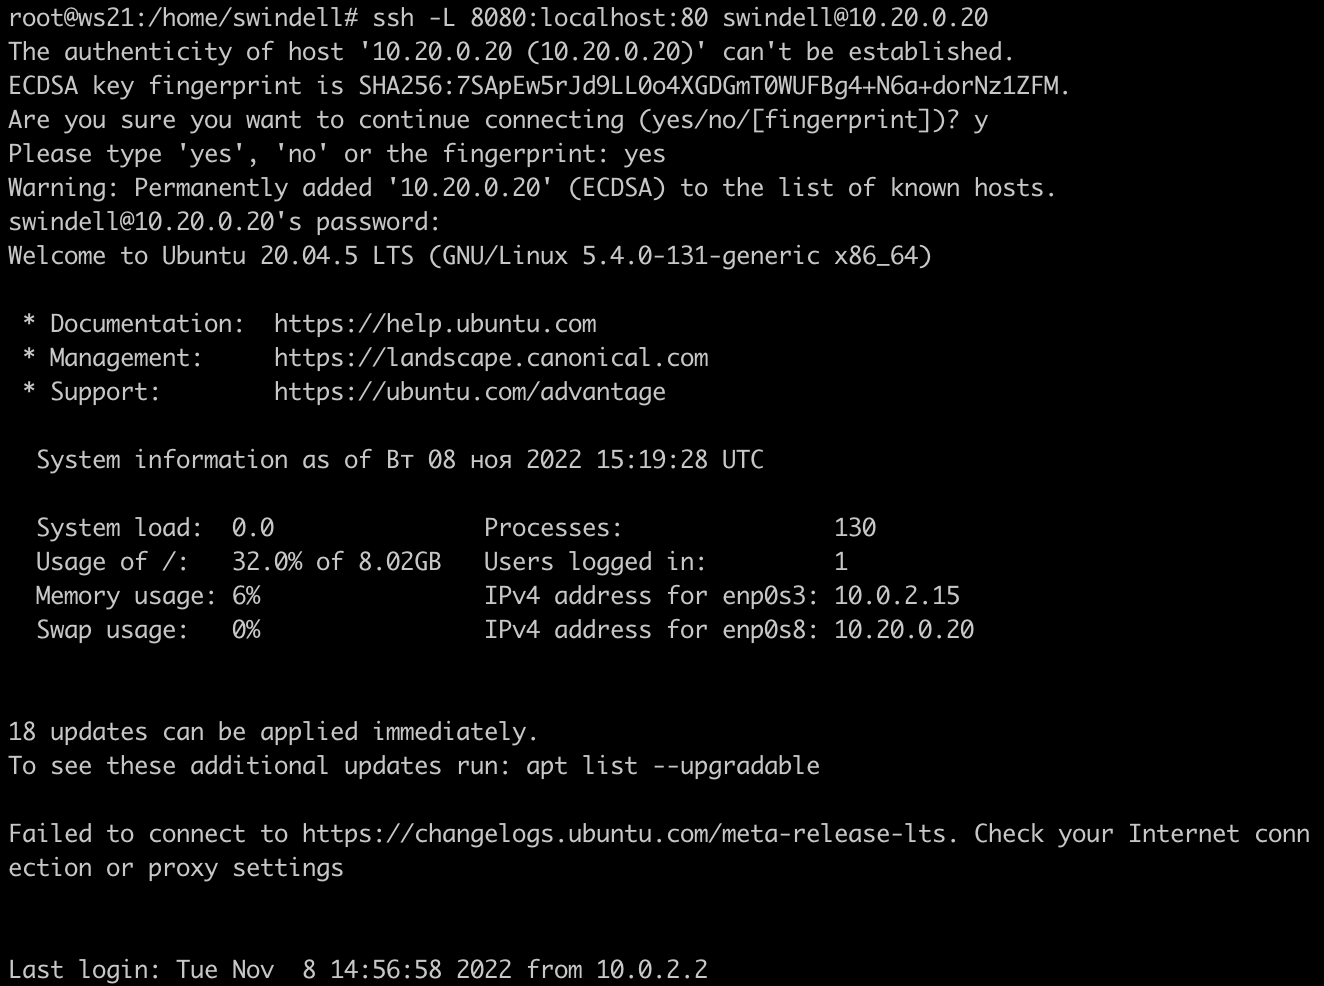 root@ws21:/home/swindell# ssh -L 8080:localhost:80 swindell@10.20.0.20
The authenticity of host '10.20.0.20 (10.20.0.20)' can't be established.
ECDSA key fingerprint is SHA256:7SApEw5rJd9LL0o4XGDGmT0WUFBg4+N6a+dorNz1ZFM.
Are you sure you want to continue connecting (yes/no/[fingerprint])? y
Please type 'yes', 'no' or the fingerprint: yes
Warning: Permanently added '10.20.0.20' (ECDSA) to the list of known hosts.
swindell@10.20.0.20's password:
Welcome to Ubuntu 20.04.5 LTS (GNU/Linux 5.4.0-131-generic x86_64)

 * Documentation:  https://help.ubuntu.com
 * Management:     https://landscape.canonical.com
 * Support:        https://ubuntu.com/advantage

  System information as of Вт 08 ноя 2022 15:19:28 UTC

  System load:  0.0               Processes:               130
  Usage of /:   32.0% of 8.02GB   Users logged in:         1
  Memory usage: 6%                IPv4 address for enp0s3: 10.0.2.15
  Swap usage:   0%                IPv4 address for enp0s8: 10.20.0.20


18 updates can be applied immediately.
To see these additional updates run: apt list --upgradable

Failed to connect to https://changelogs.ubuntu.com/meta-release-lts. Check your Internet conn
ection or proxy settings


Last login: Tue Nov  8 14:56:58 2022 from 10.0.2.2